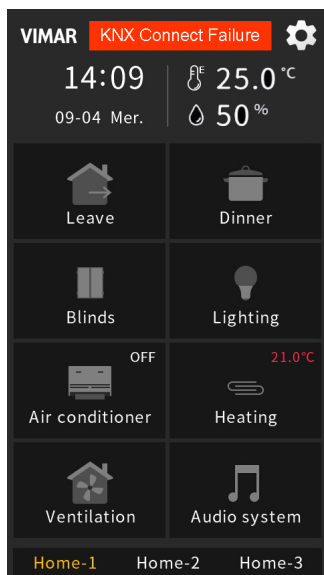 VIMAR KNX Connect Failure
14:09
E 25.0 °C
09-04 Mer.
50 %
Leave
Dinner
Blinds
Lighting
OFF
21.0°C
Air conditioner
Heating
Ventilation
Audio system
Home-1 Home-2 Home-3